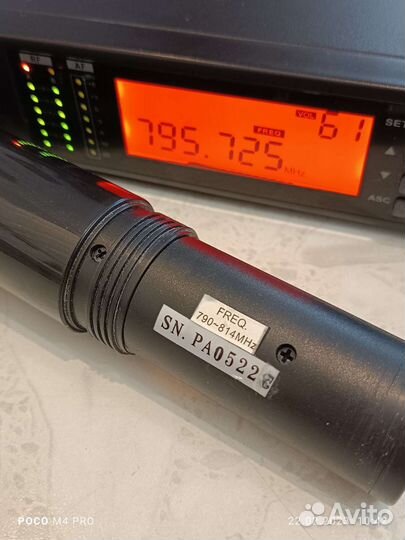 RF AF
VOL 61
SET
795.725 MHz
FREQ
ASC
FREQ.
790~814MHz
SN. PA0522
POCO M4 PRO
Avito